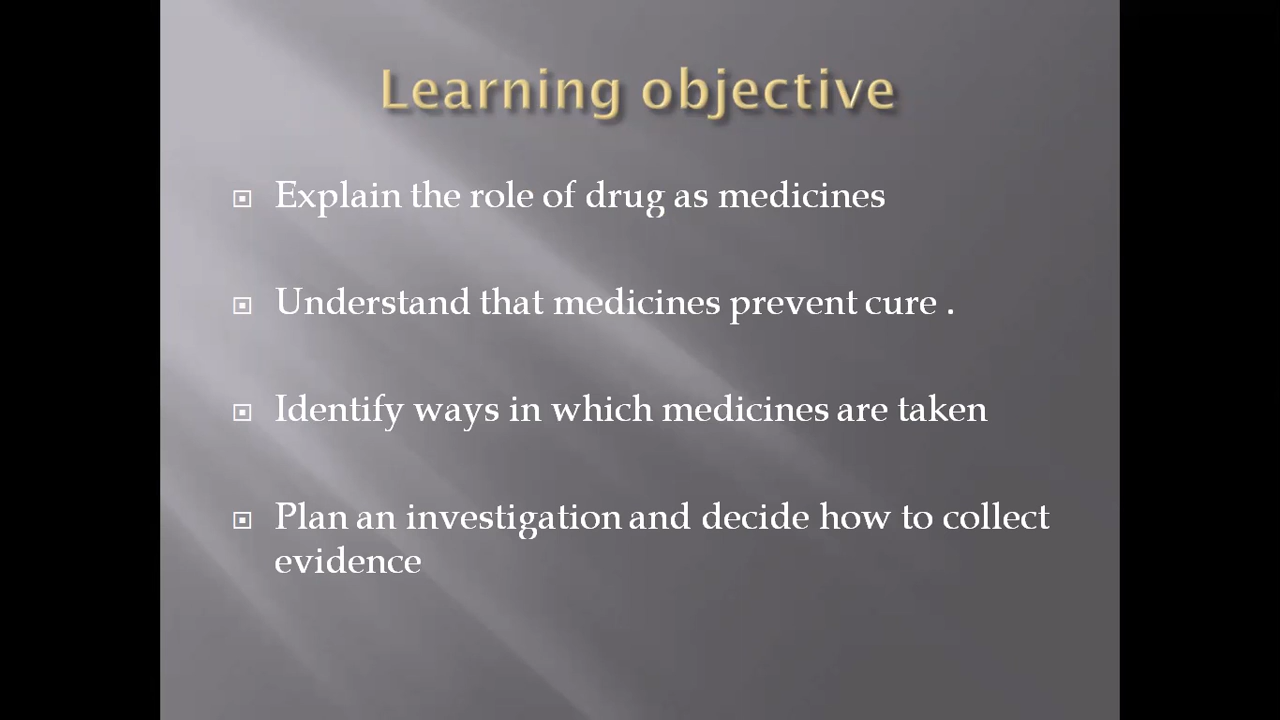 Learning objective
Explain the role of drug as medicines
Understand that medicines prevent cure .
Identify ways in which medicines are taken
Plan an investigation and decide how to collect
evidence